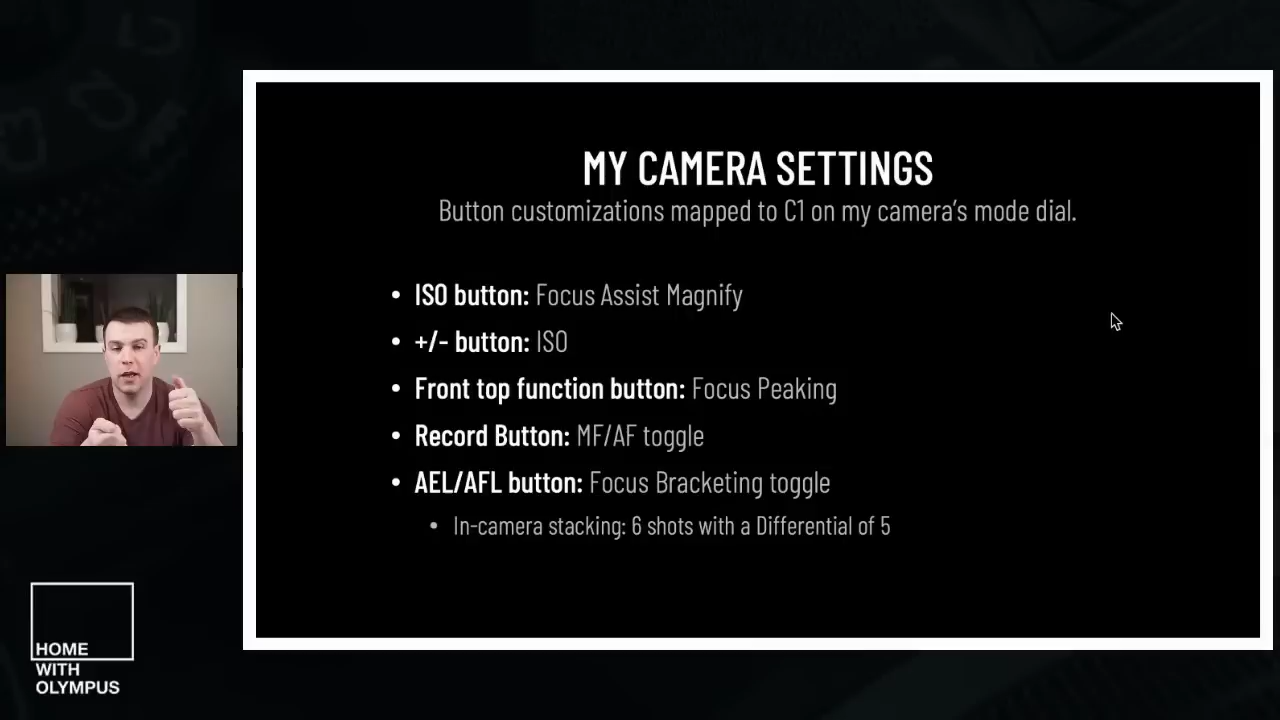 MY CAMERA SETTINGS
Button customizations mapped to C1 on my camera’s mode dial.
• ISO button: Focus Assist Magnify
• +/- button: ISO
• Front top function button: Focus Peaking
• Record Button: MF/AF toggle
• AEL/AFL button: Focus Bracketing toggle
• In-camera stacking: 6 shots with a Differential of 5
HOME
WITH
OLYMPUS